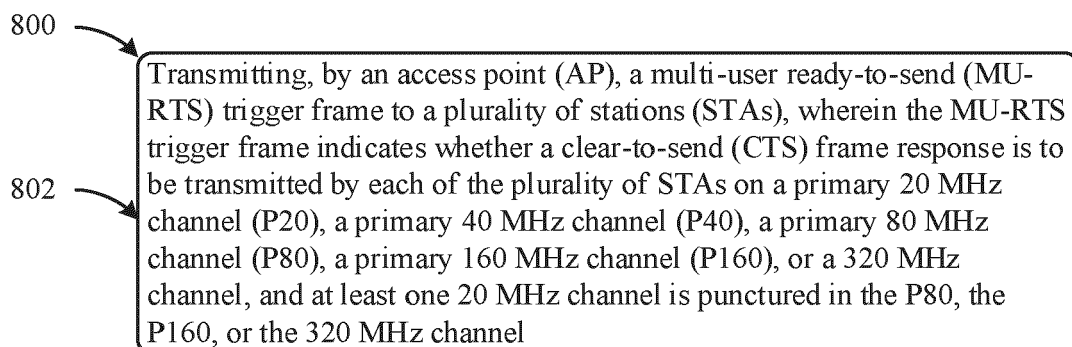 800
Transmitting, by an access point (AP), a multi-user ready-to-send (MU-
RTS) trigger frame to a plurality of stations (STAs), wherein the MU-RTS
trigger frame indicates whether a clear-to-send (CTS) frame response is to
802
be transmitted by each of the plurality of STAs on a primary 20 MHz
channel (P20), a primary 40 MHz channel (P40), a primary 80 MHz
channel (P80), a primary 160 MHz channel (P160), or a 320 MHz
channel, and at least one 20 MHz channel is punctured in the P80, the
P160, or the 320 MHz channel